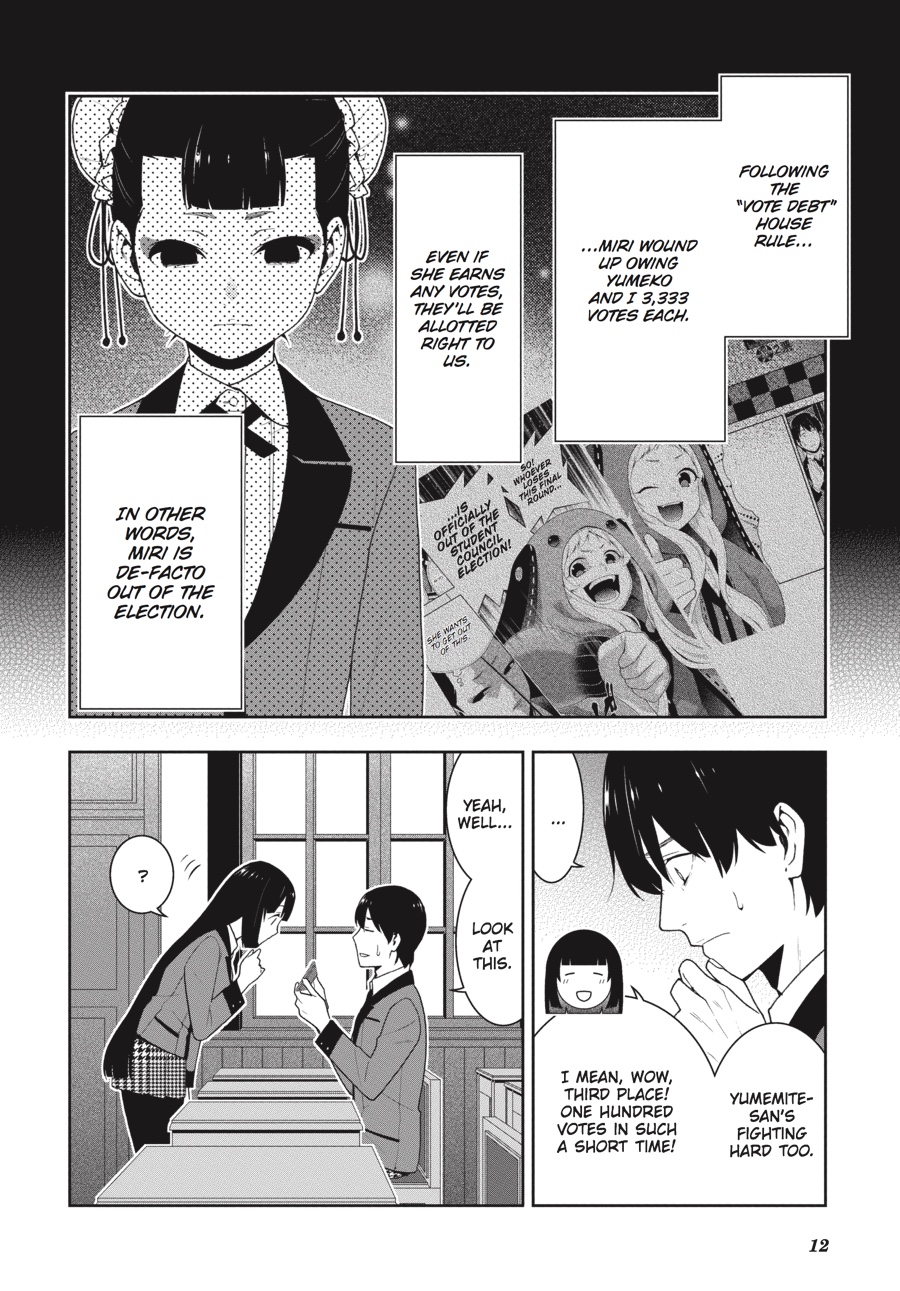 FOLLOWING
THE
"VOTE DEBT"
HOUSE
RULE...
...MIRI WOUND
UP OWING
YUMEKO
AND I 3,333
VOTES EACH.
EVEN IF
SHE EARNS
ANY VOTES,
THEY'LL BE
ALLOTTED
RIGHT TO
US.
SO!
WHOEVER
LOSES
THIS FINAL
ROUND...
...IS
OFFICIALLY
OUT OF THE
STUDENT
COUNCIL
ELECTION!
SHE WANTS
TO GET OUT
OF THIS.
IN OTHER
WORDS,
MIRI IS
DE-FACTO
OUT OF THE
ELECTION.
...
YUMEMITE-
SAN'S
FIGHTING
HARD TOO.
I MEAN, WOW,
THIRD PLACE!
ONE HUNDRED
VOTES IN SUCH
A SHORT TIME!
YEAH,
WELL...
LOOK
AT
THIS.
?
12